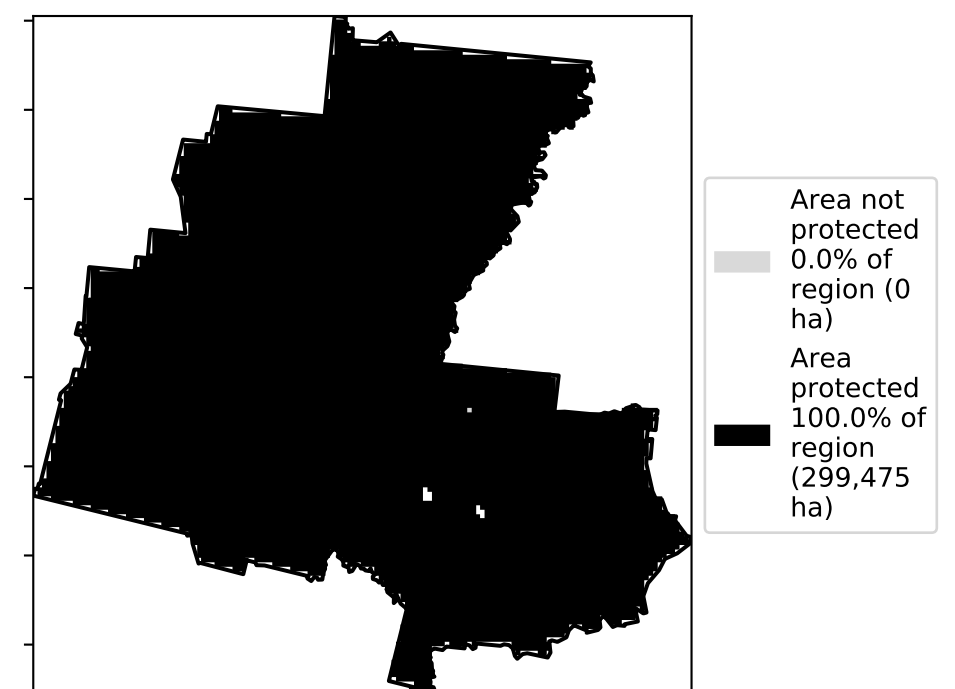 Area not
protected
0.0% of
region (0
ha)
Area
protected
100.0% of
region
(299,475
ha)